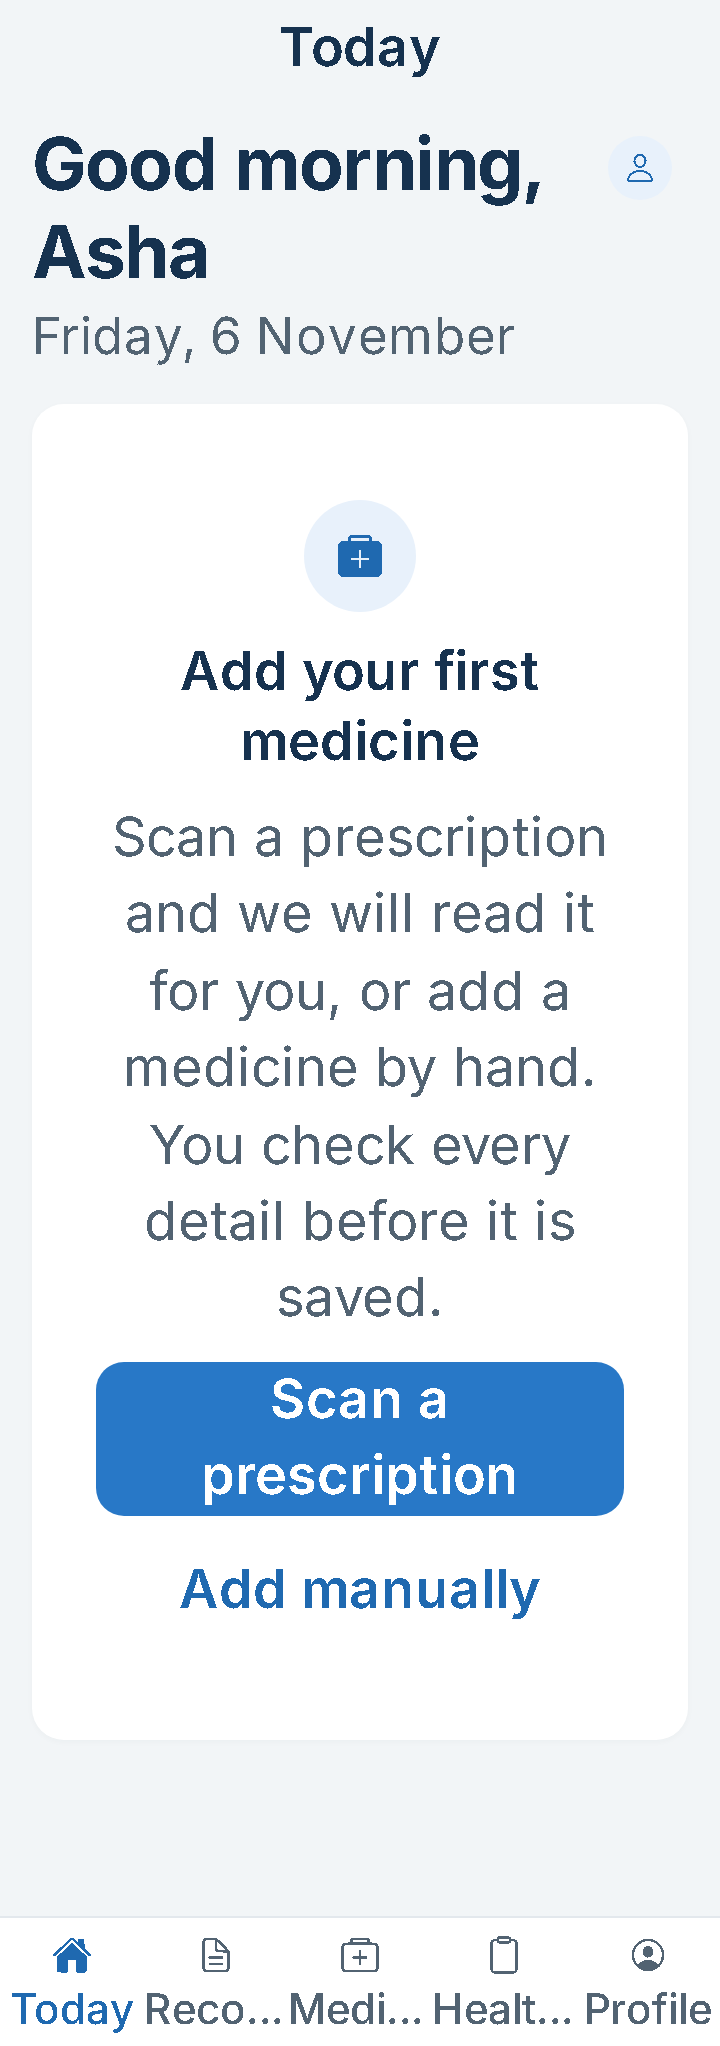 Today
Good morning,
Asha
Friday, 6 November
Add your first
medicine
Scan a prescription
and we will read it
for you, or add a
medicine by hand.
You check every
detail before it is
saved.
Scan a
prescription
Add manually
Today Reco... Medi... Healt... Profile